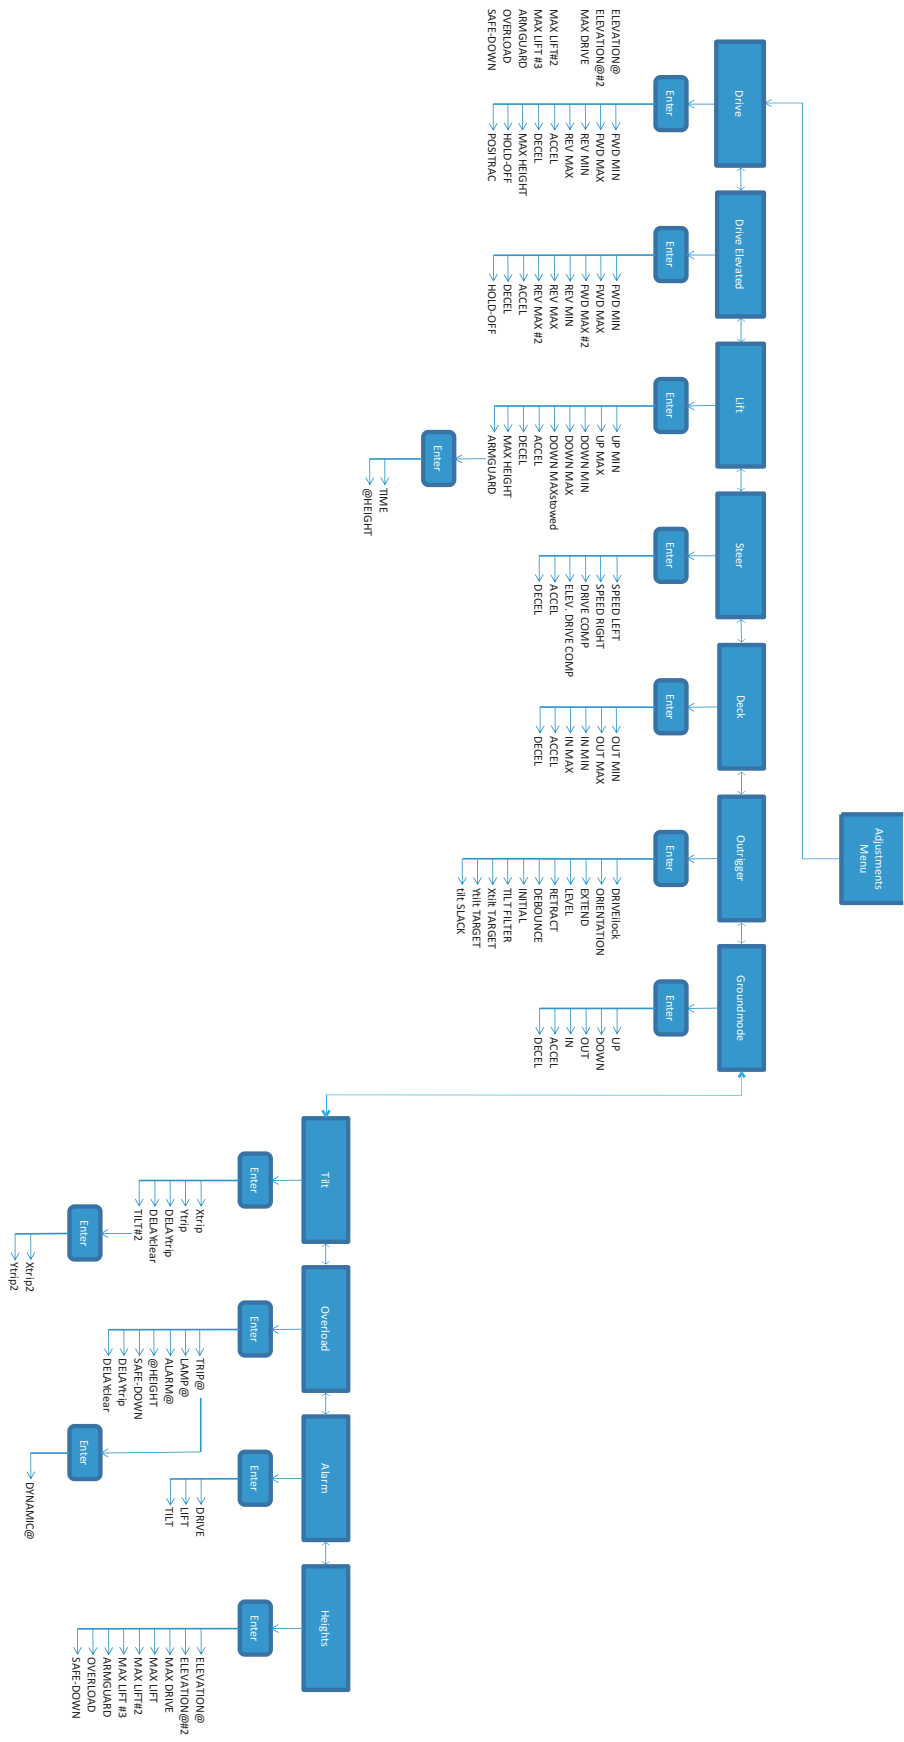 Adjustments
Menu
Drive
Drive Elevated
Lift
Steer
Deck
Outrigger
Groundmode
Enter
Enter
Enter
Enter
Enter
Enter
Enter
ELEVATION@
ELEVATION@#2
MAX DRIVE
MAX LIFT#2
MAX LIFT #3
ARMGUARD
OVERLOAD
SAFE-DOWN
FWD MIN
FWD MAX
REV MIN
REV MAX
ACCEL
DECEL
MAX HEIGHT
HOLD-OFF
POSITRAC
FWD MIN
FWD MAX
FWD MAX #2
REV MIN
REV MAX
REV MAX #2
ACCEL
DECEL
HOLD-OFF
UP MIN
UP MAX
DOWN MIN
DOWN MAX
DOWN MAXstowed
ACCEL
DECEL
MAX HEIGHT
ARMGUARD
Enter
TIME
@HEIGHT
SPEED LEFT
SPEED RIGHT
DRIVE COMP
ELEV. DRIVE COMP
ACCEL
DECEL
OUT MIN
OUT MAX
IN MIN
IN MAX
ACCEL
DECEL
DRIVEilock
ORIENTATION
EXTEND
LEVEL
RETRACT
DEBOUNCE
INITIAL
TILT FILTER
Xtilt TARGET
Ytilt TARGET
tilt SLACK
UP
DOWN
OUT
IN
ACCEL
DECEL
Tilt
Overload
Alarm
Heights
Enter
Enter
Enter
Enter
Xtrip
Ytrip
DELAYtrip
DELAYclear
TILT#2
Enter
Xtrip2
Ytrip2
TRIP@
LAMP@
ALARM@
@HEIGHT
SAFE-DOWN
DELAYtrip
DELAYclear
Enter
DYNAMIC@
DRIVE
LIFT
TILT
ELEVATION@
ELEVATION@#2
MAX DRIVE
MAX LIFT
MAX LIFT#2
MAX LIFT #3
ARMGUARD
OVERLOAD
SAFE-DOWN